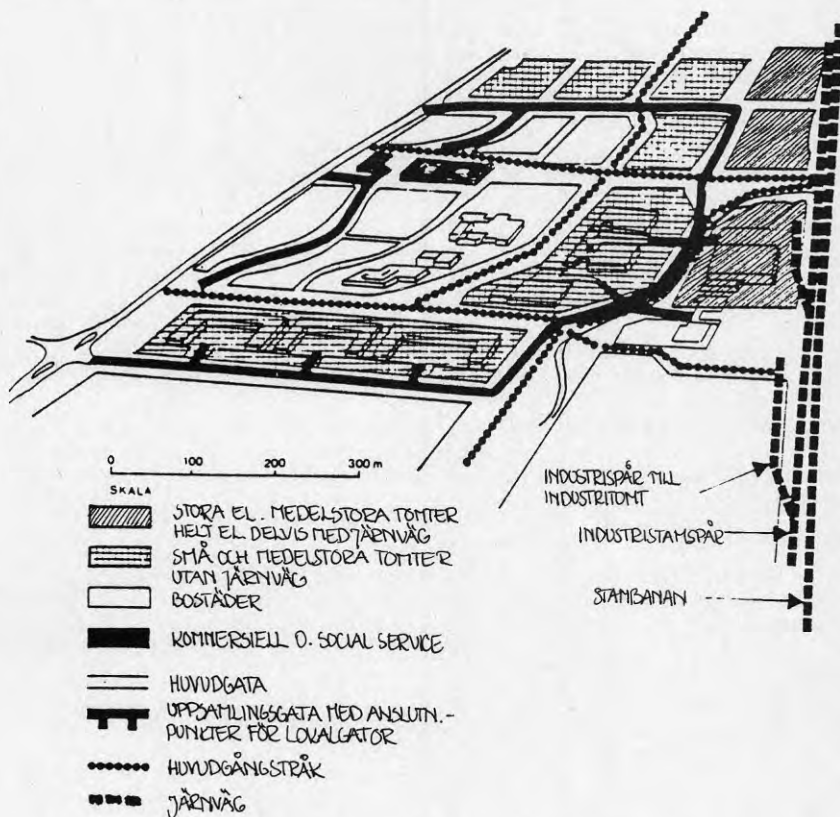 0 100 200 300 m
SKALA
STORA EL. MEDELSTORA TOMTER
HELT EL. DELVIS MED JÄRNVÄG
SMÅ OCH MEDELSTORA TOMTER
UTAN JÄRNVÄG
BOSTÄDER
KOMMERSIELL O. SOCIAL SERVICE
HUVUDGATA
UPPSAMLINGSGATA MED ANSLUTN.-
PUNKTER FÖR LOKALGATOR
HUVUDGÅNGSTRÅK
JÄRNVÄG
INDUSTRISPÅR TILL
INDUSTRITOMT
INDUSTRISTAMSPÅR
STAMBANAN